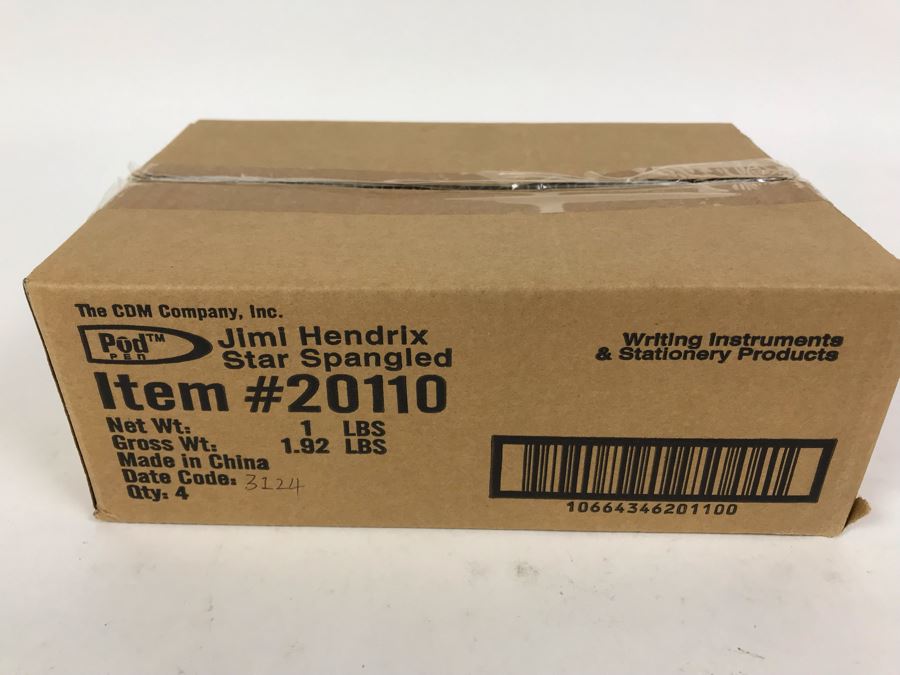 The CDM Company, Inc.
Pod™
PEN
Jimi Hendrix
Star Spangled
Writing Instruments
& Stationery Products
Item #20110
Net Wt: 1 LBS
Gross Wt: 1.92 LBS
Made in China
Date Code: 3124
Qty: 4
10664346201100